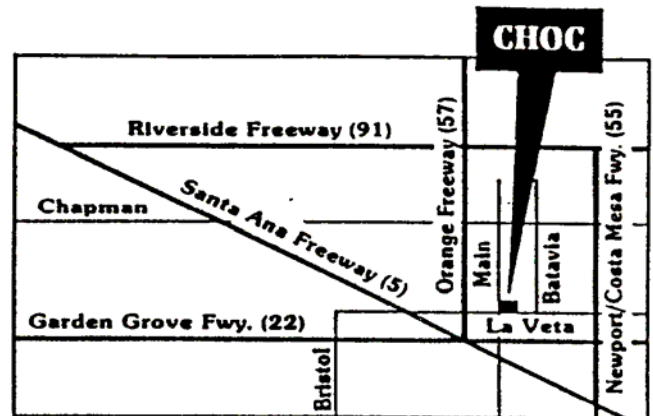 CHOC
Riverside Freeway (91)
Orange Freeway (57)
Newport/Costa Mesa Fwy. (55)
Santa Ana Freeway (5)
Chapman
Main
Batavia
Garden Grove Fwy. (22)
La Veta
Bristol